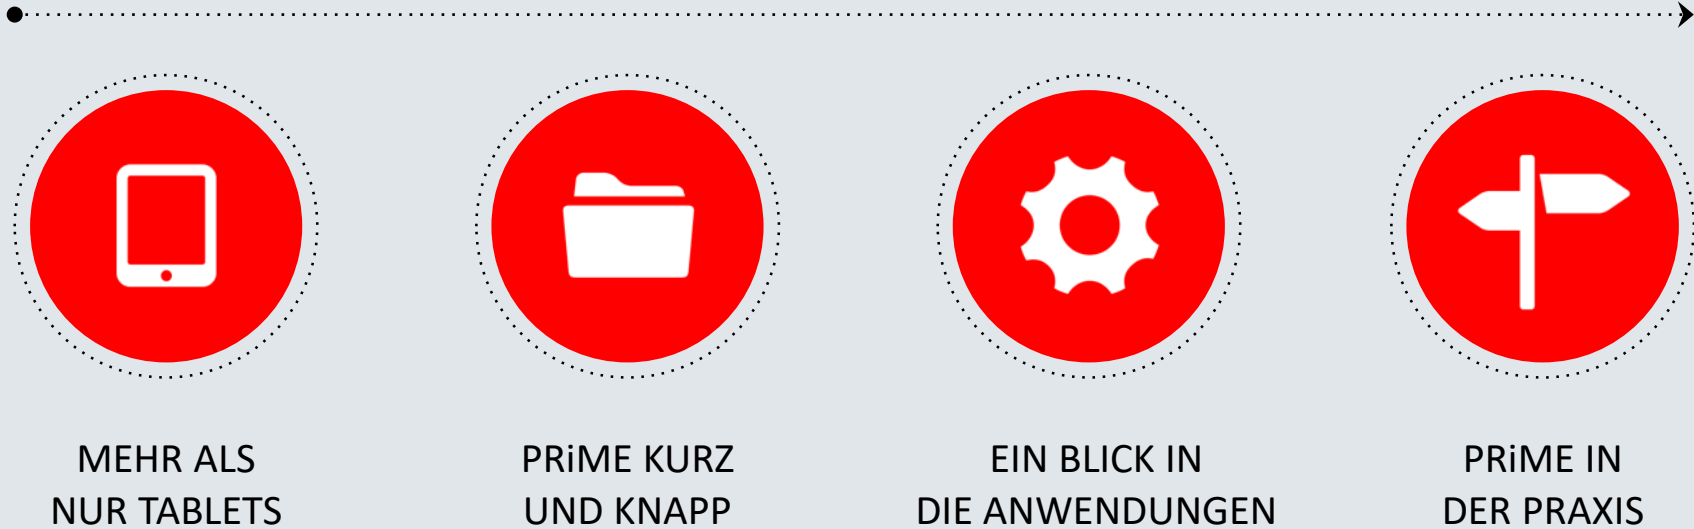 MEHR ALS
NUR TABLETS
PRiME KURZ
UND KNAPP
EIN BLICK IN
DIE ANWENDUNGEN
PRiME IN
DER PRAXIS